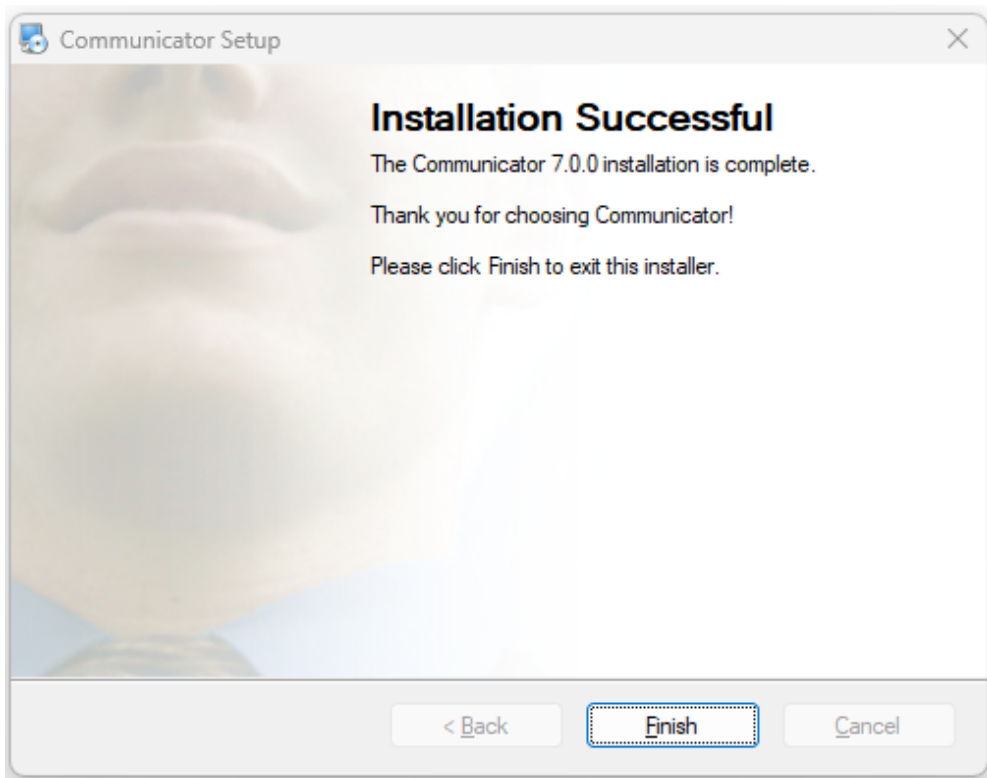 Communicator Setup
Installation Successful
The Communicator 7.0.0 installation is complete.
Thank you for choosing Communicator!
Please click Finish to exit this installer.
< Back
Finish
Cancel